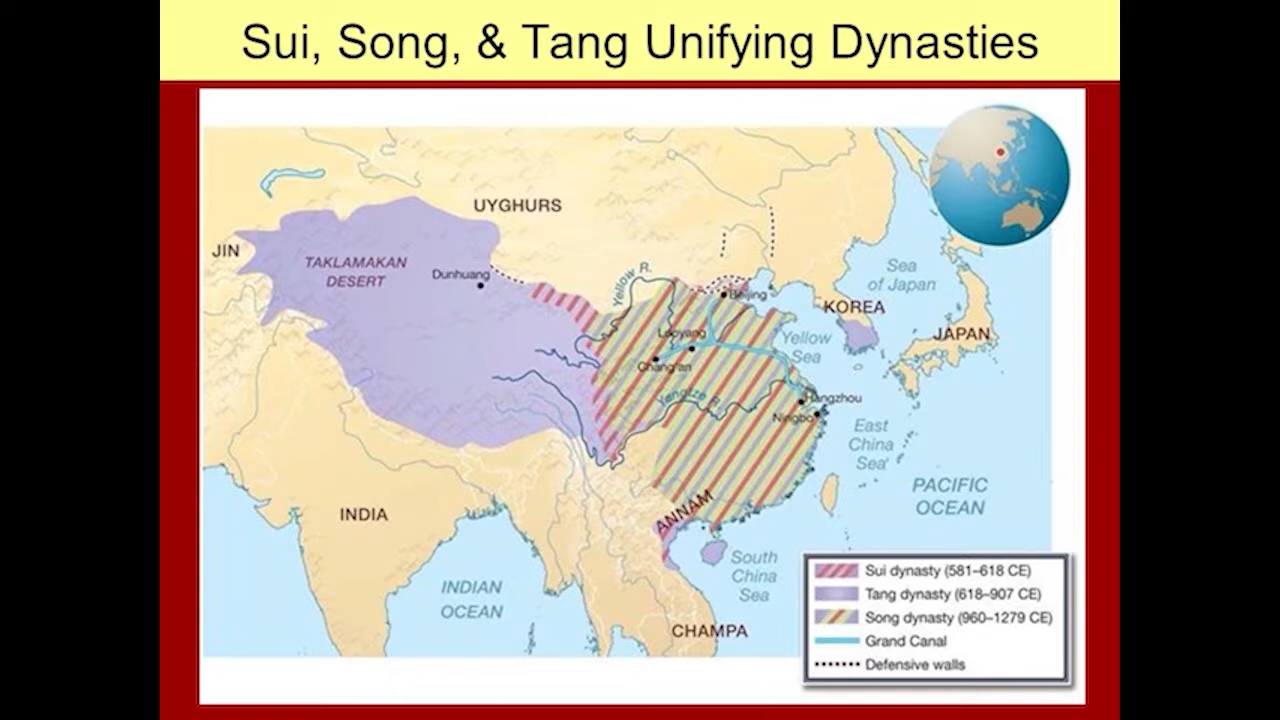 Sui, Song, & Tang Unifying Dynasties
UYGHURS
JIN
TAKLAMAKAN
DESERT
Dunhuang
Yellow R.
Beijing
Sea
of Japan
KOREA
JAPAN
Luoyang
Yellow
Sea
Chang'an
Yangtze R.
Hangzhou
Ningbo
East
China
Sea
PACIFIC
OCEAN
ANNAM
INDIA
South
China
Sea
INDIAN
OCEAN
CHAMPA
Sui dynasty (581–618 CE)
Tang dynasty (618–907 CE)
Song dynasty (960–1279 CE)
Grand Canal
Defensive walls